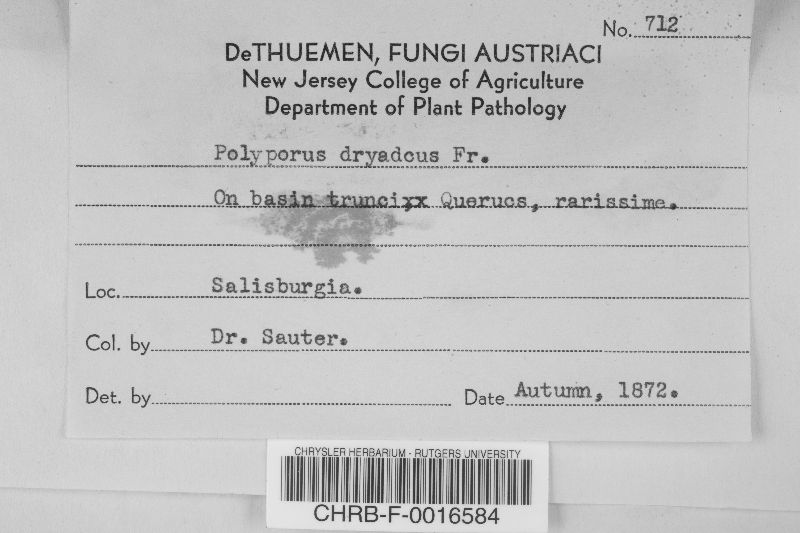 No. 712
DeTHUEMEN, FUNGI AUSTRIACI
New Jersey College of Agriculture
Department of Plant Pathology
Polyporus dryadcus Fr.
On basin truncixx Querucs, rarissime.
Loc. Salisburgia.
Col. by Dr. Sauter.
Det. by
Date Autumn, 1872.
CHRYSLER HERBARIUM - RUTGERS UNIVERSITY
CHRB-F-0016584